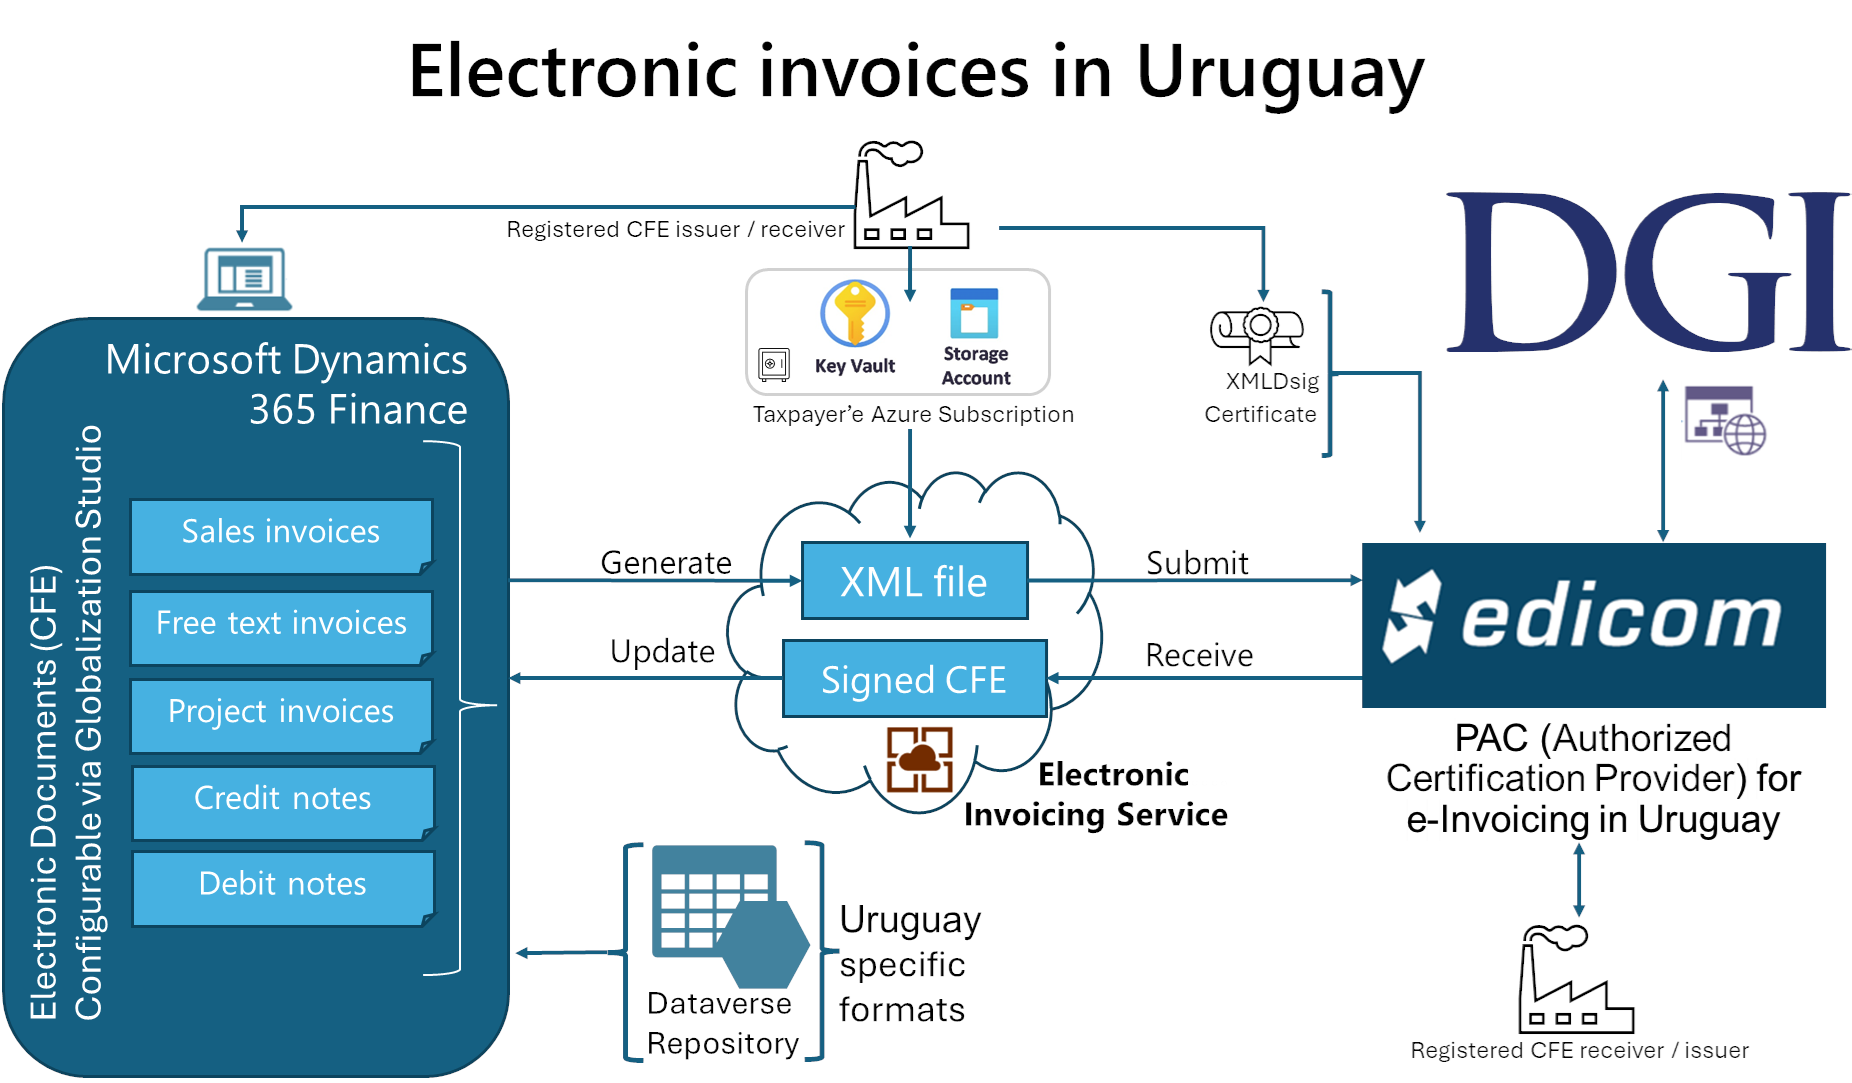 Electronic invoices in Uruguay
Registered CFE issuer / receiver
DGI
Key Vault
Storage
Account
Taxpayer’e Azure Subscription
XMLDsig
Certificate
Microsoft Dynamics
365 Finance
Electronic Documents (CFE)
Configurable via Globalization Studio
Sales invoices
Free text invoices
Project invoices
Credit notes
Debit notes
Generate
XML file
Submit
Update
Signed CFE
Receive
edicom
Electronic
Invoicing Service
PAC (Authorized
Certification Provider) for
e-Invoicing in Uruguay
Dataverse
Repository
Uruguay
specific
formats
Registered CFE receiver / issuer